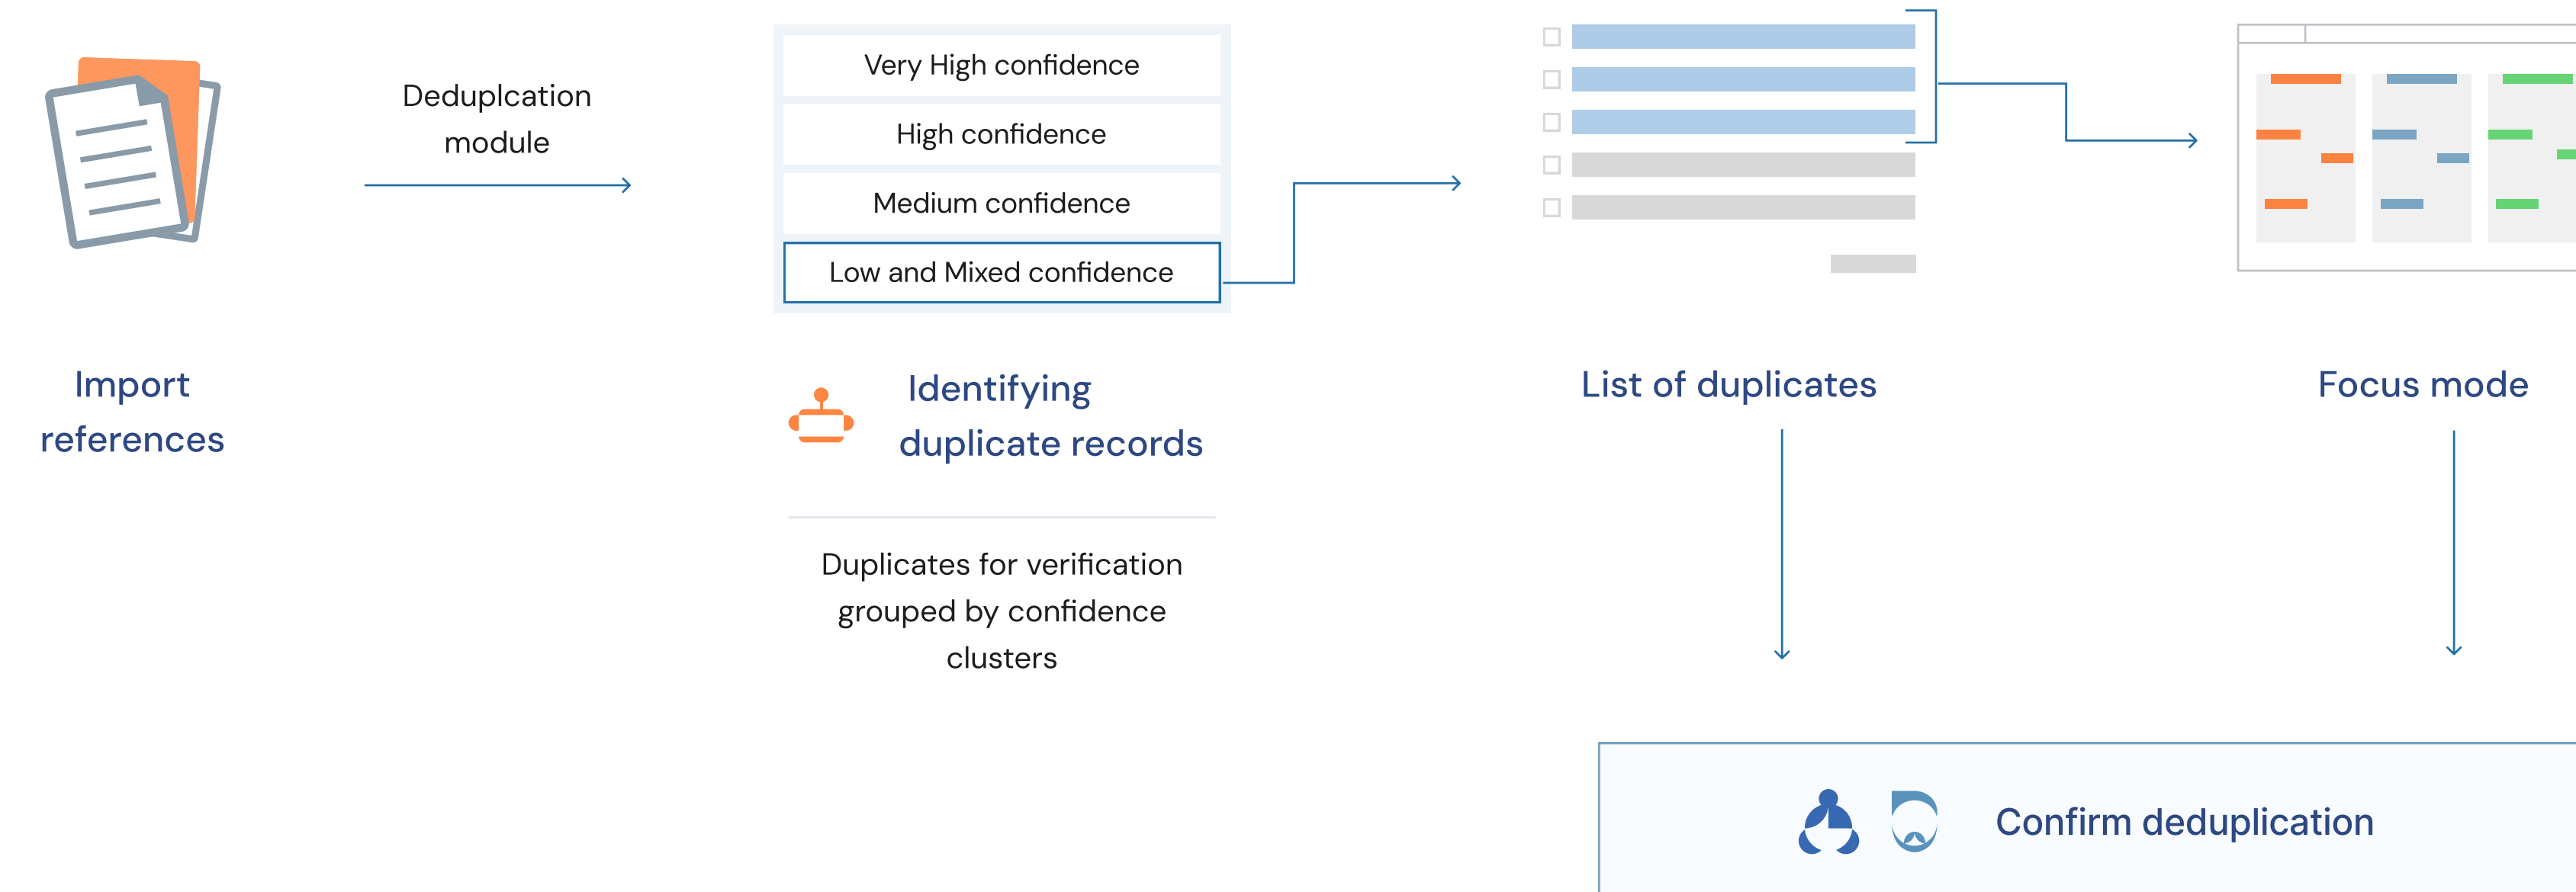 Deduplcation
module
Very High confidence
High confidence
Medium confidence
Low and Mixed confidence
Import
references
Identifying
duplicate records
List of duplicates
Focus mode
Duplicates for verification
grouped by confidence
clusters
Confirm deduplication